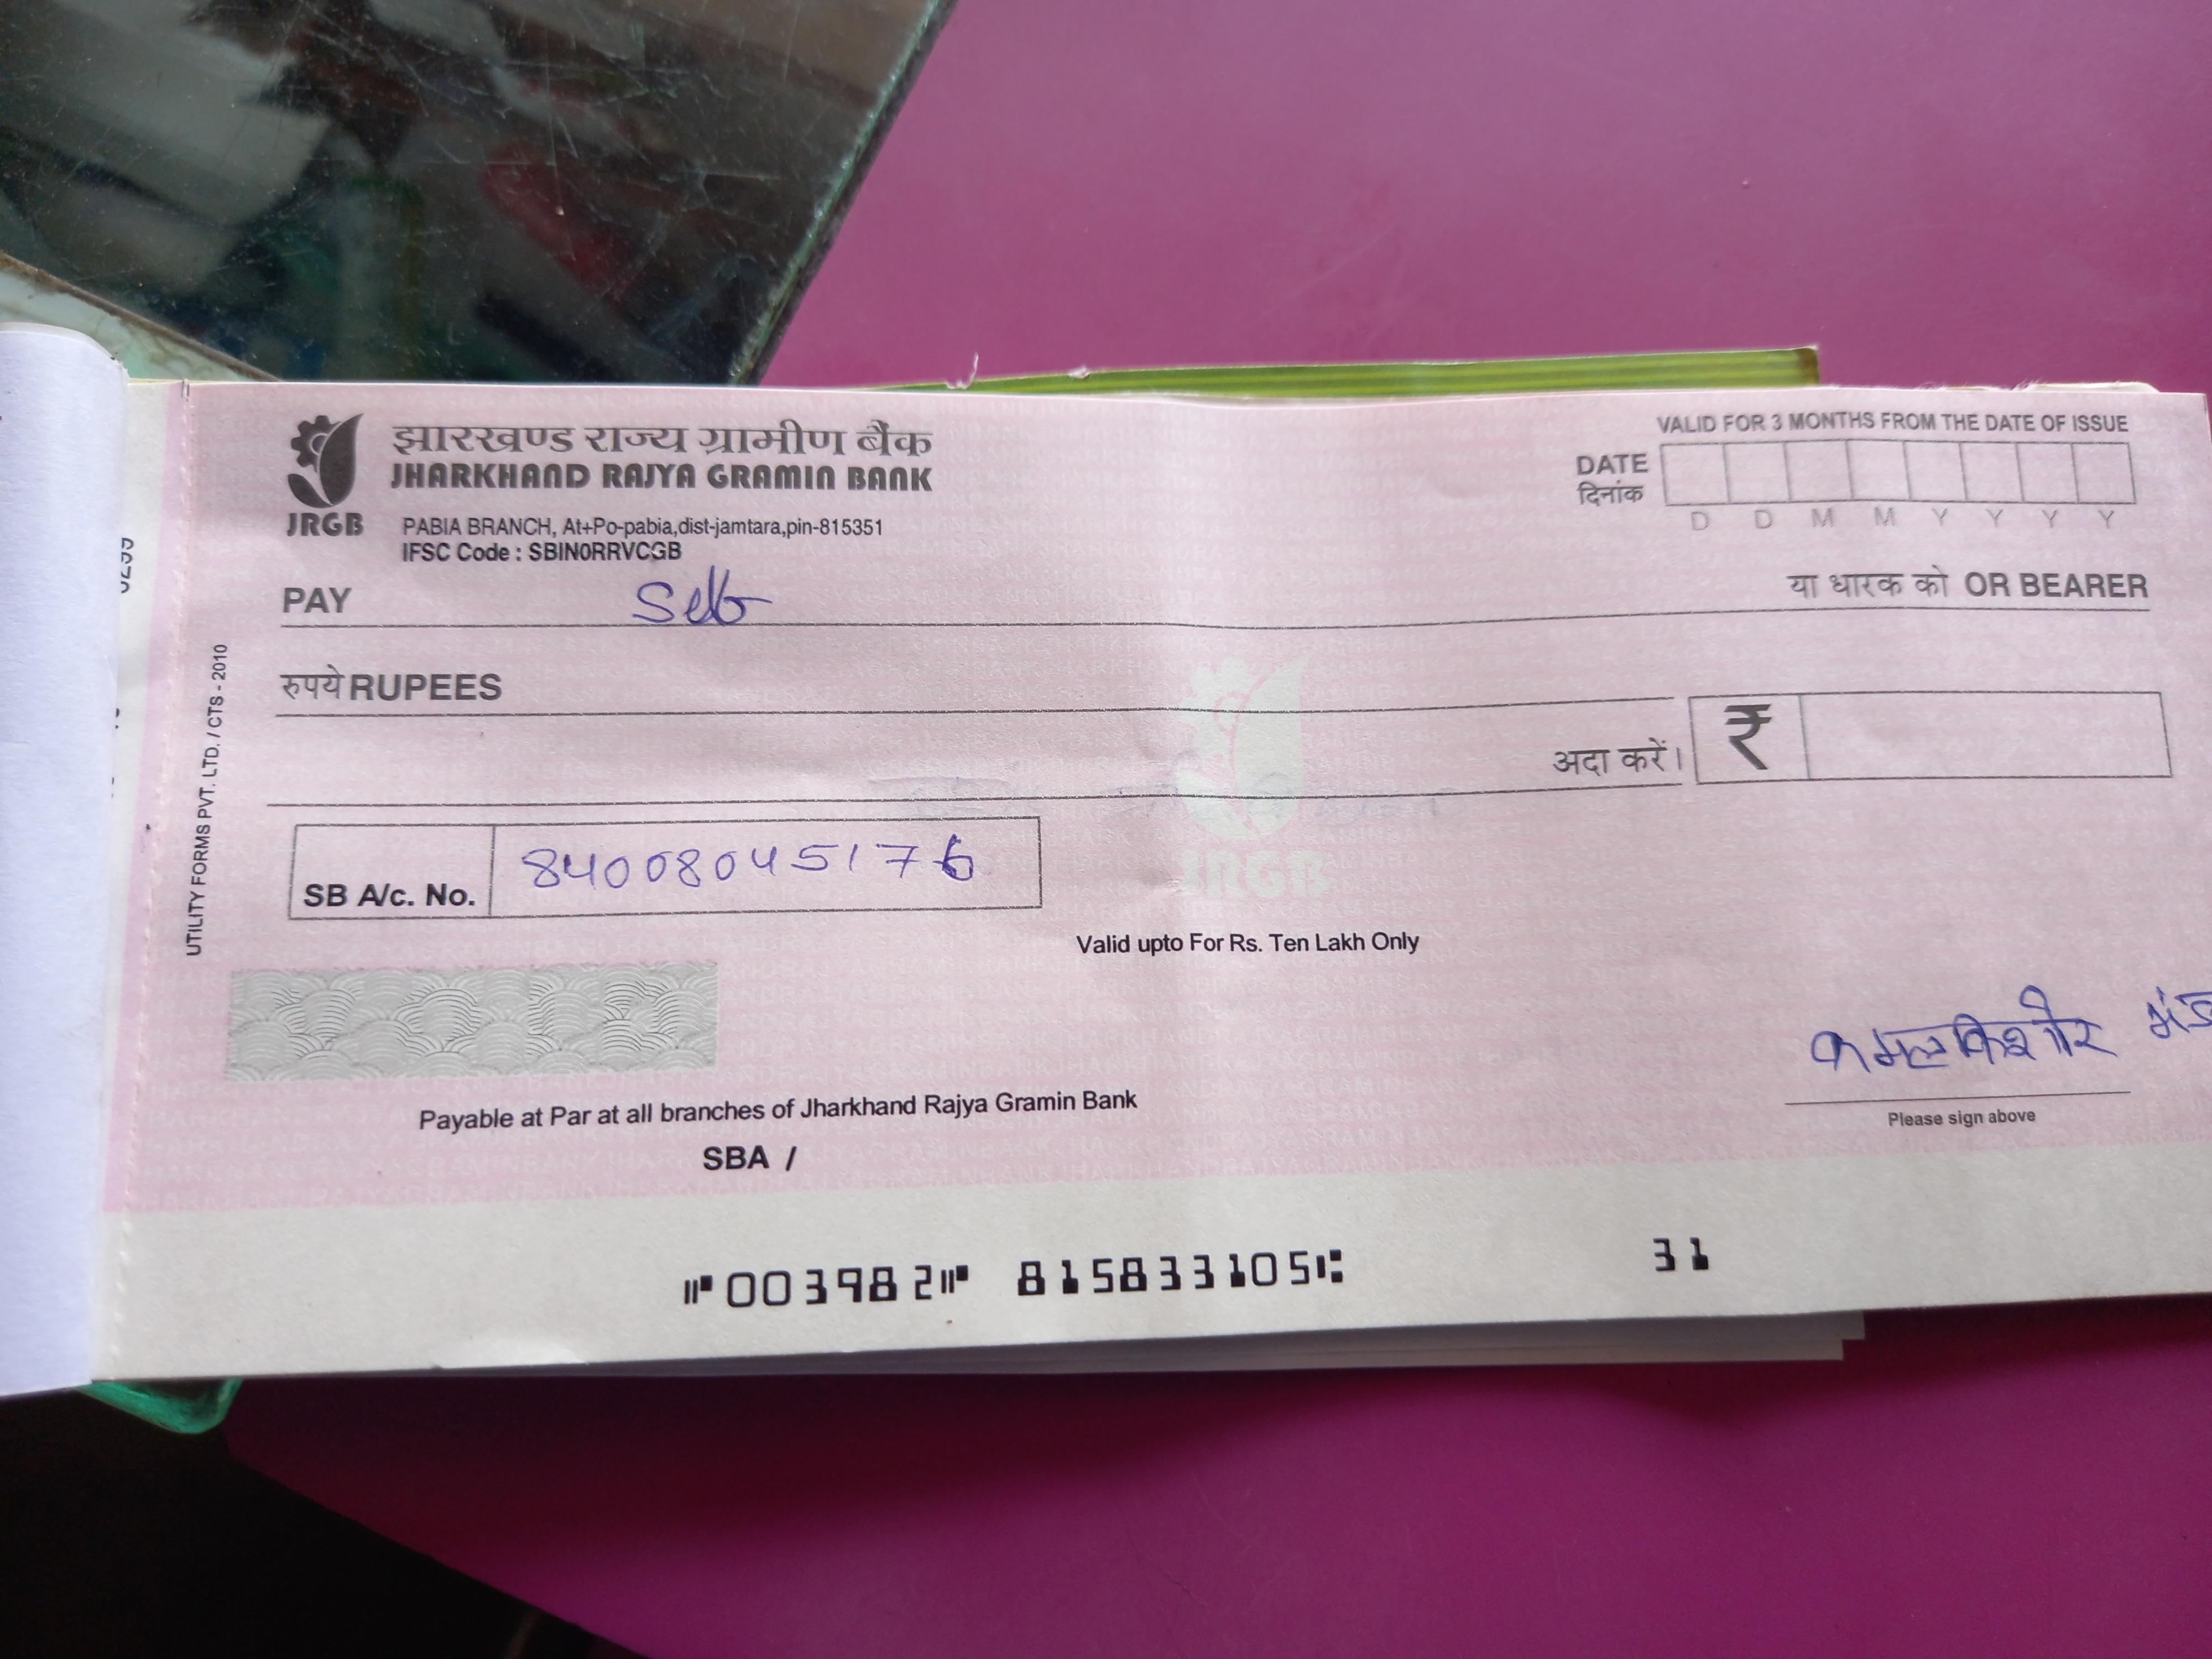 झारखण्ड राज्य ग्रामीण बैंक
JHARKHAND RAJYA GRAMIN BANK
JRGB
PABIA BRANCH, At+Po-pabia,dist-jamtara,pin-815351
IFSC Code : SBIN0RRVCGB
VALID FOR 3 MONTHS FROM THE DATE OF ISSUE
DATE
दिनांक
D D M M Y Y Y Y
PAY Self
या धारक को OR BEARER
रुपये RUPEES
अदा करें। ₹
SB A/c. No. 84008045176
JRGB
Valid upto For Rs. Ten Lakh Only
UTILITY FORMS PVT. LTD. / CTS - 2010
कमलकिशोर
Please sign above
Payable at Par at all branches of Jharkhand Rajya Gramin Bank
SBA /
⑈003982⑈ 815833105⑆ 31